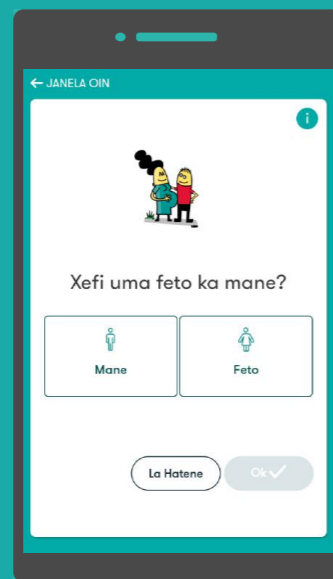 ← JANELA OIN
i
Xefi uma feto ka mane?
Mane
Feto
La Hatene
Ok ✓